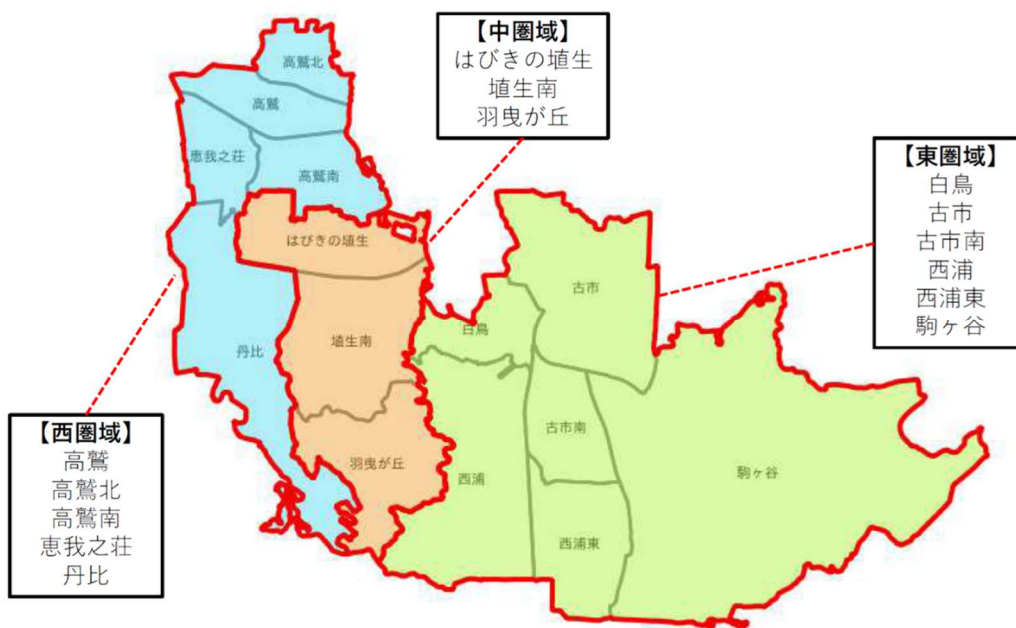 【中圏域】
はびきの埴生
埴生南
羽曳が丘
【東圏域】
白鳥
古市
古市南
西浦
西浦東
駒ヶ谷
【西圏域】
高鷲
高鷲北
高鷲南
恵我之荘
丹比
高鷲北
高鷲
恵我之荘
高鷲南
はびきの埴生
埴生南
丹比
羽曳が丘
白鳥
古市
古市南
西浦
西浦東
駒ヶ谷